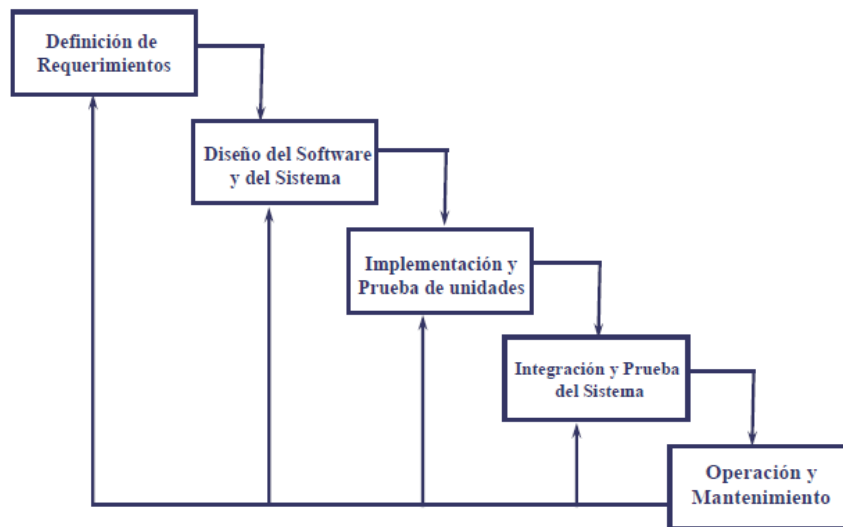 Definición de
Requerimientos
Diseño del Software
y del Sistema
Implementación y
Prueba de unidades
Integración y Prueba
del Sistema
Operación y
Mantenimiento